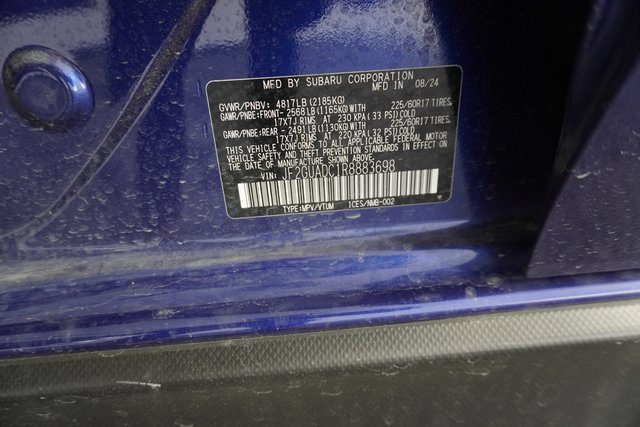 MFD BY SUBARU CORPORATION
MFD IN 08/24
GVWR/PNBV: 4817LB(2185KG)
GAWR/PNBE:FRONT- 2568LB(1165KG)WITH 225/60R17 TIRES,
17X7J RIMS AT 230 KPA(33 PSI)COLD
GAWR/PNBE:REAR - 2491LB(1130KG)WITH 225/60R17 TIRES,
17X7J RIMS AT 220 KPA(32 PSI)COLD
THIS VEHICLE CONFORMS TO ALL APPLICABLE FEDERAL MOTOR
VEHICLE SAFETY AND THEFT PREVENTION STANDARDS IN EFFECT ON
THE DATE OF MANUFACTURE SHOWN ABOVE.
VIN: JF2GUADC1R8883698
TYPE:MPV/VTUM ICES/NMB-002